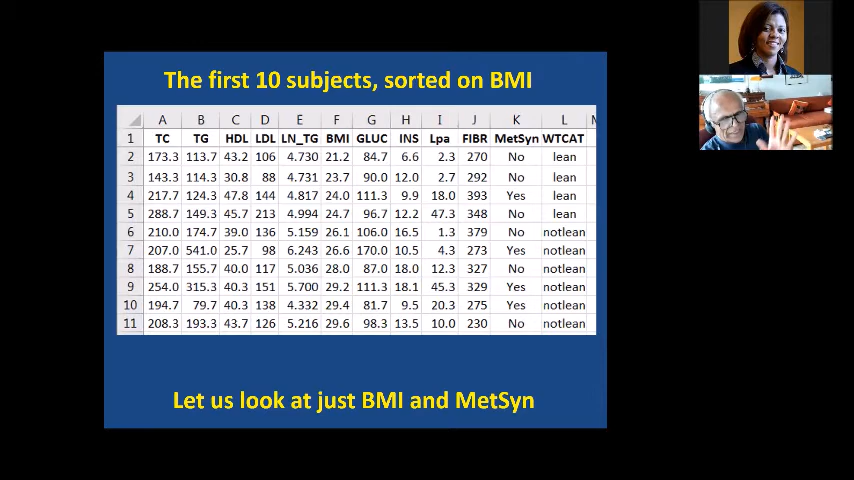 The first 10 subjects, sorted on BMI
A B C D E F G H I J K L
1 TC TG HDL LDL LN_TG BMI GLUC INS Lpa FIBR MetSyn WTCAT
2 173.3 113.7 43.2 106 4.730 21.2 84.7 6.6 2.3 270 No lean
3 143.3 114.3 30.8 88 4.731 23.7 90.0 12.0 2.7 292 No lean
4 217.7 124.3 47.8 144 4.817 24.0 111.3 9.9 18.0 393 Yes lean
5 288.7 149.3 45.7 213 4.994 24.7 96.7 12.2 47.3 348 No lean
6 210.0 174.7 39.0 136 5.159 26.1 106.0 16.5 1.3 379 No notlean
7 207.0 541.0 25.7 98 6.243 26.6 170.0 10.5 4.3 273 Yes notlean
8 188.7 155.7 40.0 117 5.036 28.0 87.0 18.0 12.3 327 No notlean
9 254.0 315.3 40.3 151 5.700 29.2 111.3 18.1 45.3 329 Yes notlean
10 194.7 79.7 40.3 138 4.332 29.4 81.7 9.5 20.3 275 Yes notlean
11 208.3 193.3 43.7 126 5.216 29.6 98.3 13.5 10.0 230 No notlean
Let us look at just BMI and MetSyn